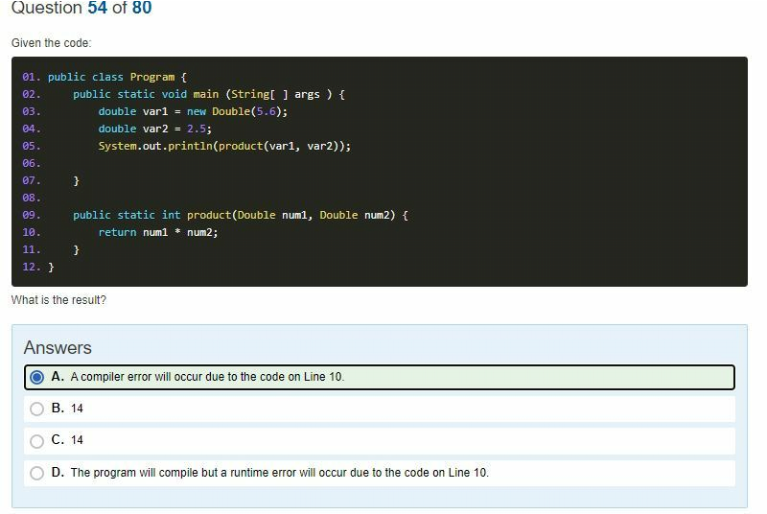 Question 54 of 80
Given the code:
01. public class Program {
02. public static void main (String[ ] args ) {
03. double var1 = new Double(5.6);
04. double var2 = 2.5;
05. System.out.println(product(var1, var2));
06.
07. }
08.
09. public static int product(Double num1, Double num2) {
10. return num1 * num2;
11. }
12. }
What is the result?
Answers
A. A compiler error will occur due to the code on Line 10.
B. 14
C. 14
D. The program will compile but a runtime error will occur due to the code on Line 10.